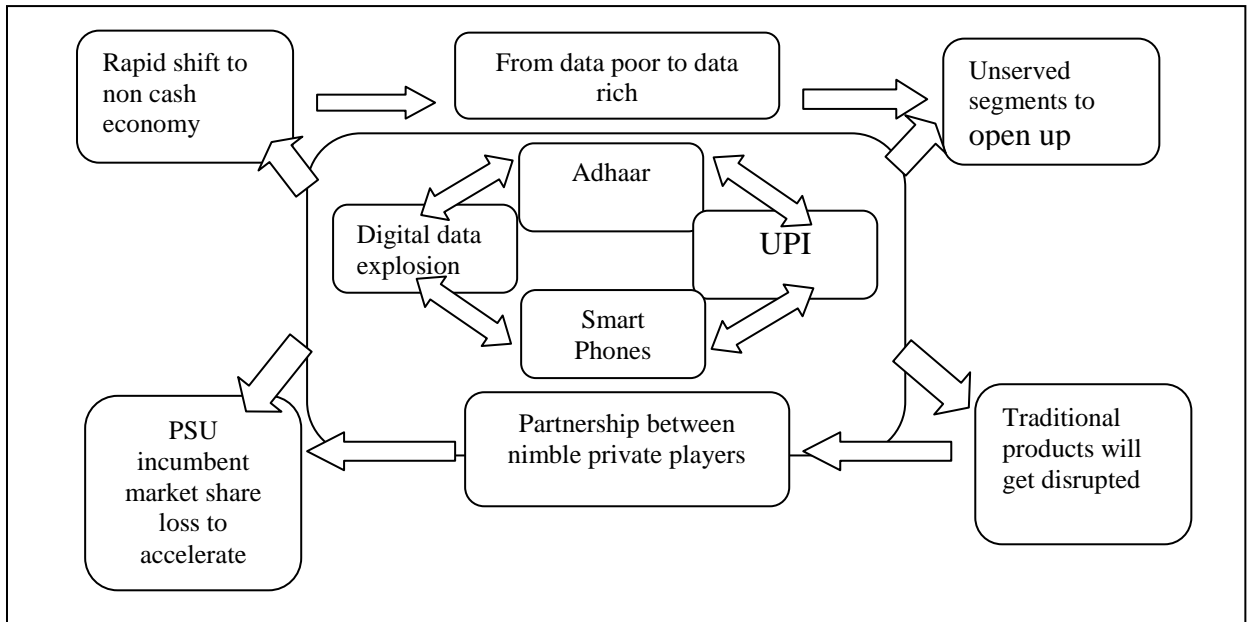 Rapid shift to
non cash
economy
From data poor to data
rich
Unserved
segments to
open up
Adhaar
Digital data
explosion
UPI
Smart
Phones
PSU
incumbent
market share
loss to
accelerate
Partnership between
nimble private players
Traditional
products will
get disrupted